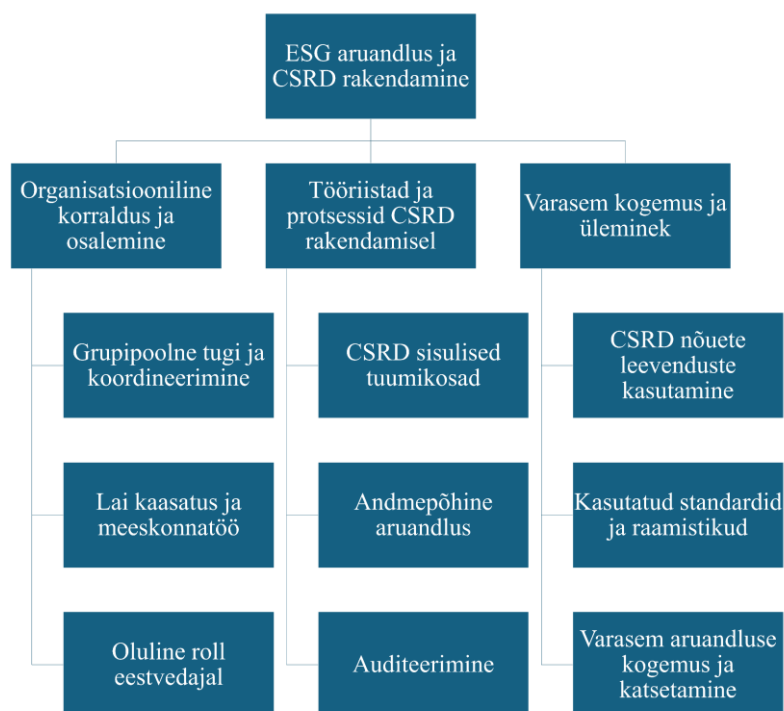 ESG aruandlus ja
CSRD rakendamine
Organisatsiooniline
korraldus ja
osalemine
Tööriistad ja
protsessid CSRD
rakendamisel
Varasem kogemus ja
üleminek
Grupipoolne tugi ja
koordineerimine
CSRD sisulised
tuumikosad
CSRD nõuete
leevenduste
kasutamine
Lai kaasatus ja
meeskonnatöö
Andmepõhine
aruandlus
Kasutatud standardid
ja raamistikud
Oluline roll
eestvedajal
Auditeerimine
Varasem aruandluse
kogemus ja
katsetamine